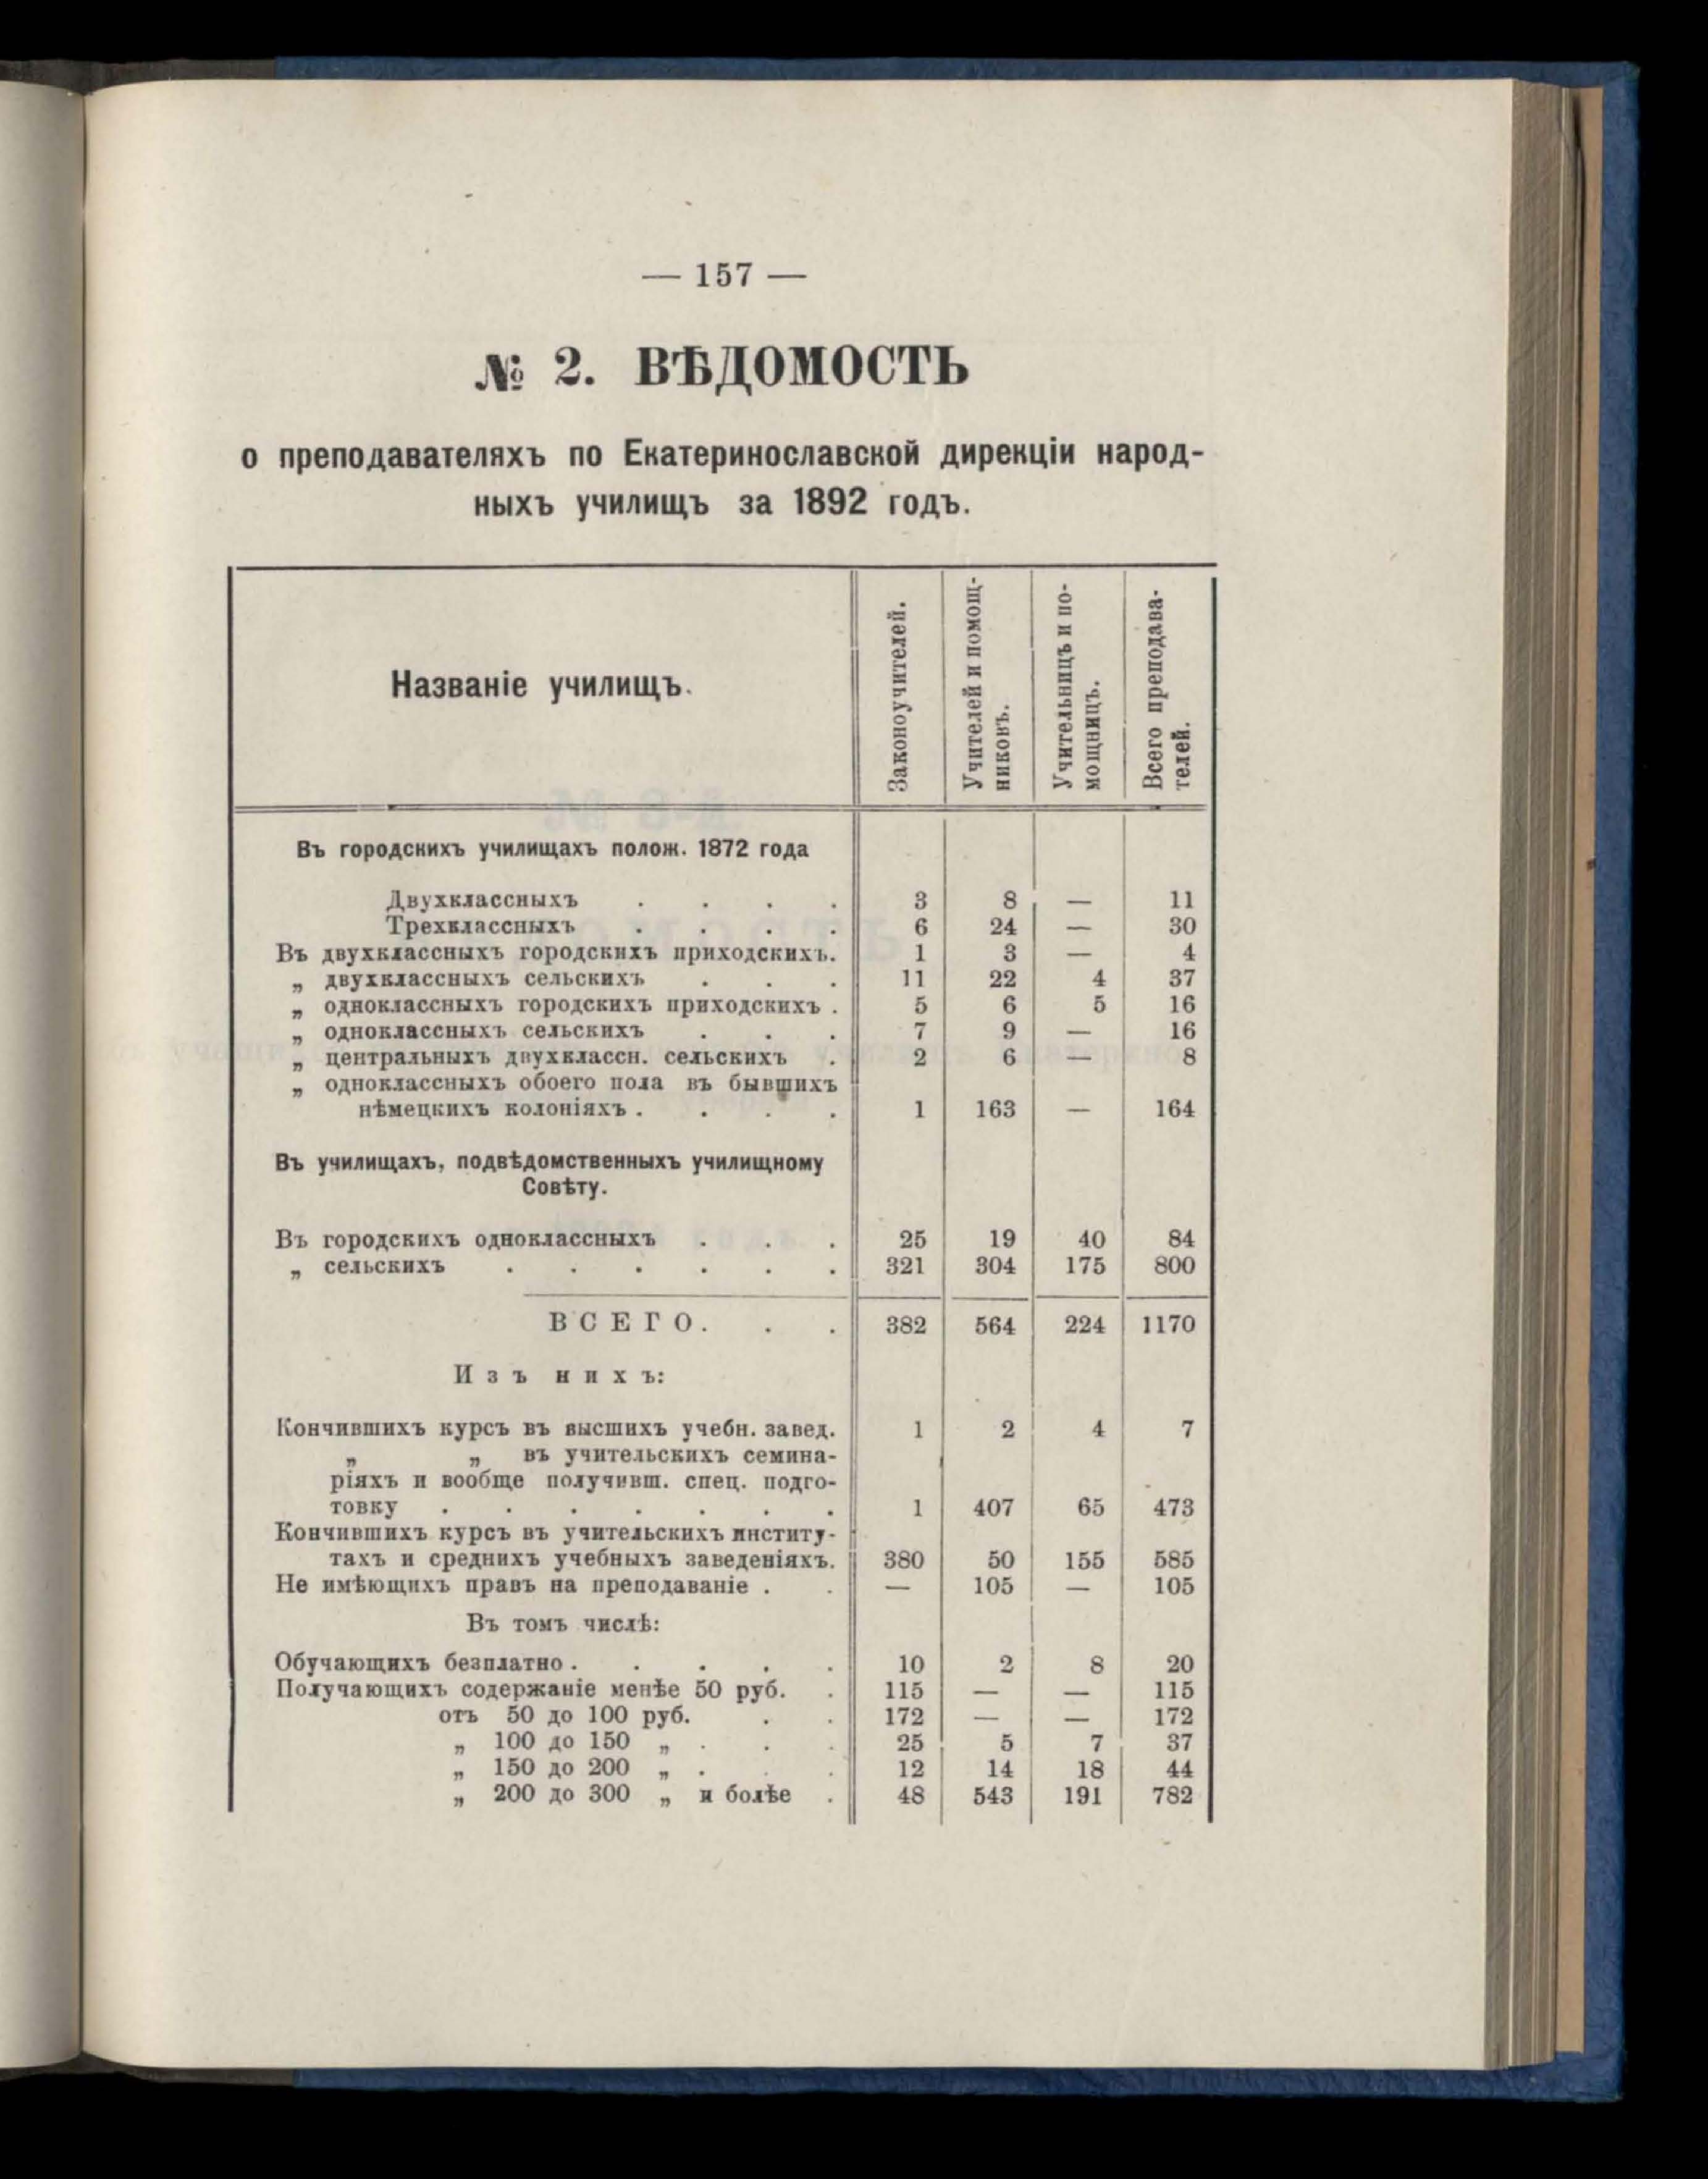 — 157 —
№ 2. ВѢДОМОСТЬ
о преподавателяхъ по Екатеринославской дирекціи народ-
ныхъ училищъ за 1892 годъ.
Названіе училищъ.
Законоучителей.
Учителей и помощ-
никовъ.
Учительницъ и по-
мощницъ.
Всего преподава-
телей.
Въ городскихъ училищахъ полож. 1872 года
Двухклассныхъ . . . . 3 8 — 11
Трехклассныхъ . . . . 6 24 — 30
Въ двухклассныхъ городскихъ приходскихъ. 1 3 — 4
„ двухклассныхъ сельскихъ . . . 11 22 4 37
„ одноклассныхъ городскихъ приходскихъ . 5 6 5 16
„ одноклассныхъ сельскихъ . . . 7 9 — 16
„ центральныхъ двухклассн. сельскихъ . 2 6 — 8
„ одноклассныхъ обоего пола въ бывшихъ
нѣмецкихъ колоніяхъ . . . . 1 163 — 164
Въ училищахъ, подвѣдомственныхъ училищному
Совѣту.
Въ городскихъ одноклассныхъ . . . 25 19 40 84
„ сельскихъ . . . . . . 321 304 175 800
ВСЕГО. . . 382 564 224 1170
Изъ нихъ:
Кончившихъ курсъ въ высшихъ учебн. завед. 1 2 4 7
„ „ въ учительскихъ семина-
ріяхъ и вообще получивш. спец. подго-
товку . . . . . . . 1 407 65 473
Кончившихъ курсъ въ учительскихъ институ-
тахъ и среднихъ учебныхъ заведеніяхъ. 380 50 155 585
Не имѣющихъ правъ на преподаваніе . . — 105 — 105
Въ томъ числѣ:
Обучающихъ безплатно . . . . . 10 2 8 20
Получающихъ содержаніе менѣе 50 руб. . 115 — — 115
отъ 50 до 100 руб. . . 172 — — 172
„ 100 до 150 „ . . . 25 5 7 37
„ 150 до 200 „ . . . 12 14 18 44
„ 200 до 300 „ и болѣе . 48 543 191 782